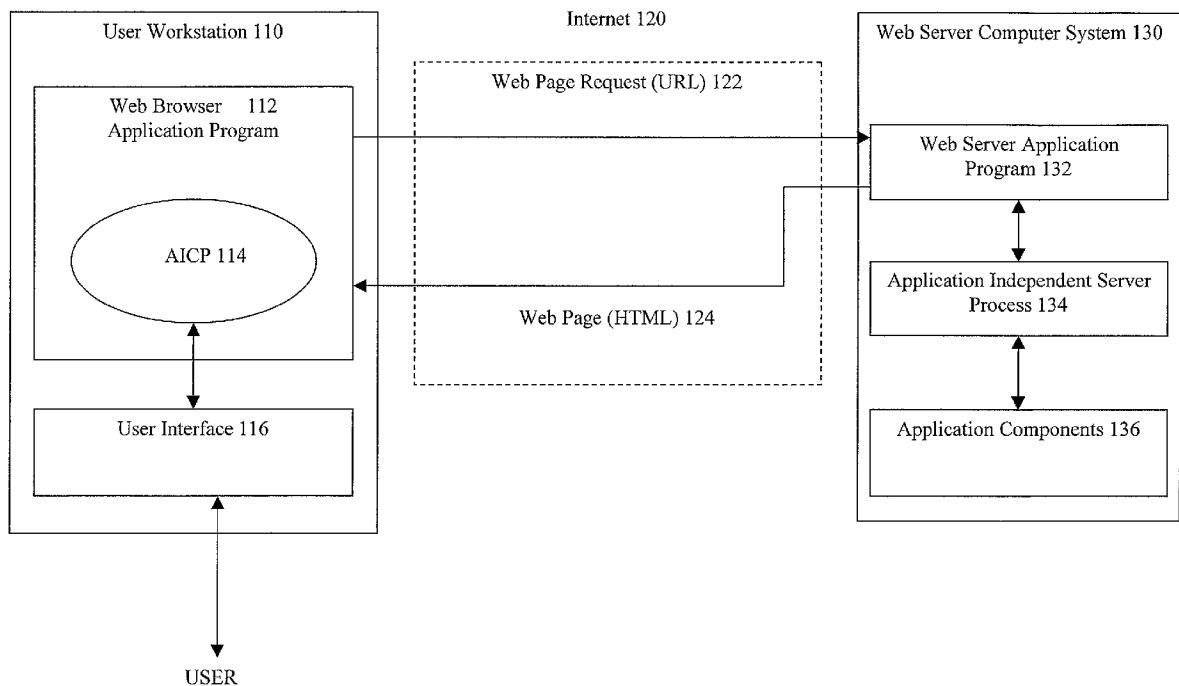 User Workstation 110
Web Browser 112
Application Program
AICP 114
User Interface 116
USER
Internet 120
Web Page Request (URL) 122
Web Page (HTML) 124
Web Server Computer System 130
Web Server Application
Program 132
Application Independent Server
Process 134
Application Components 136